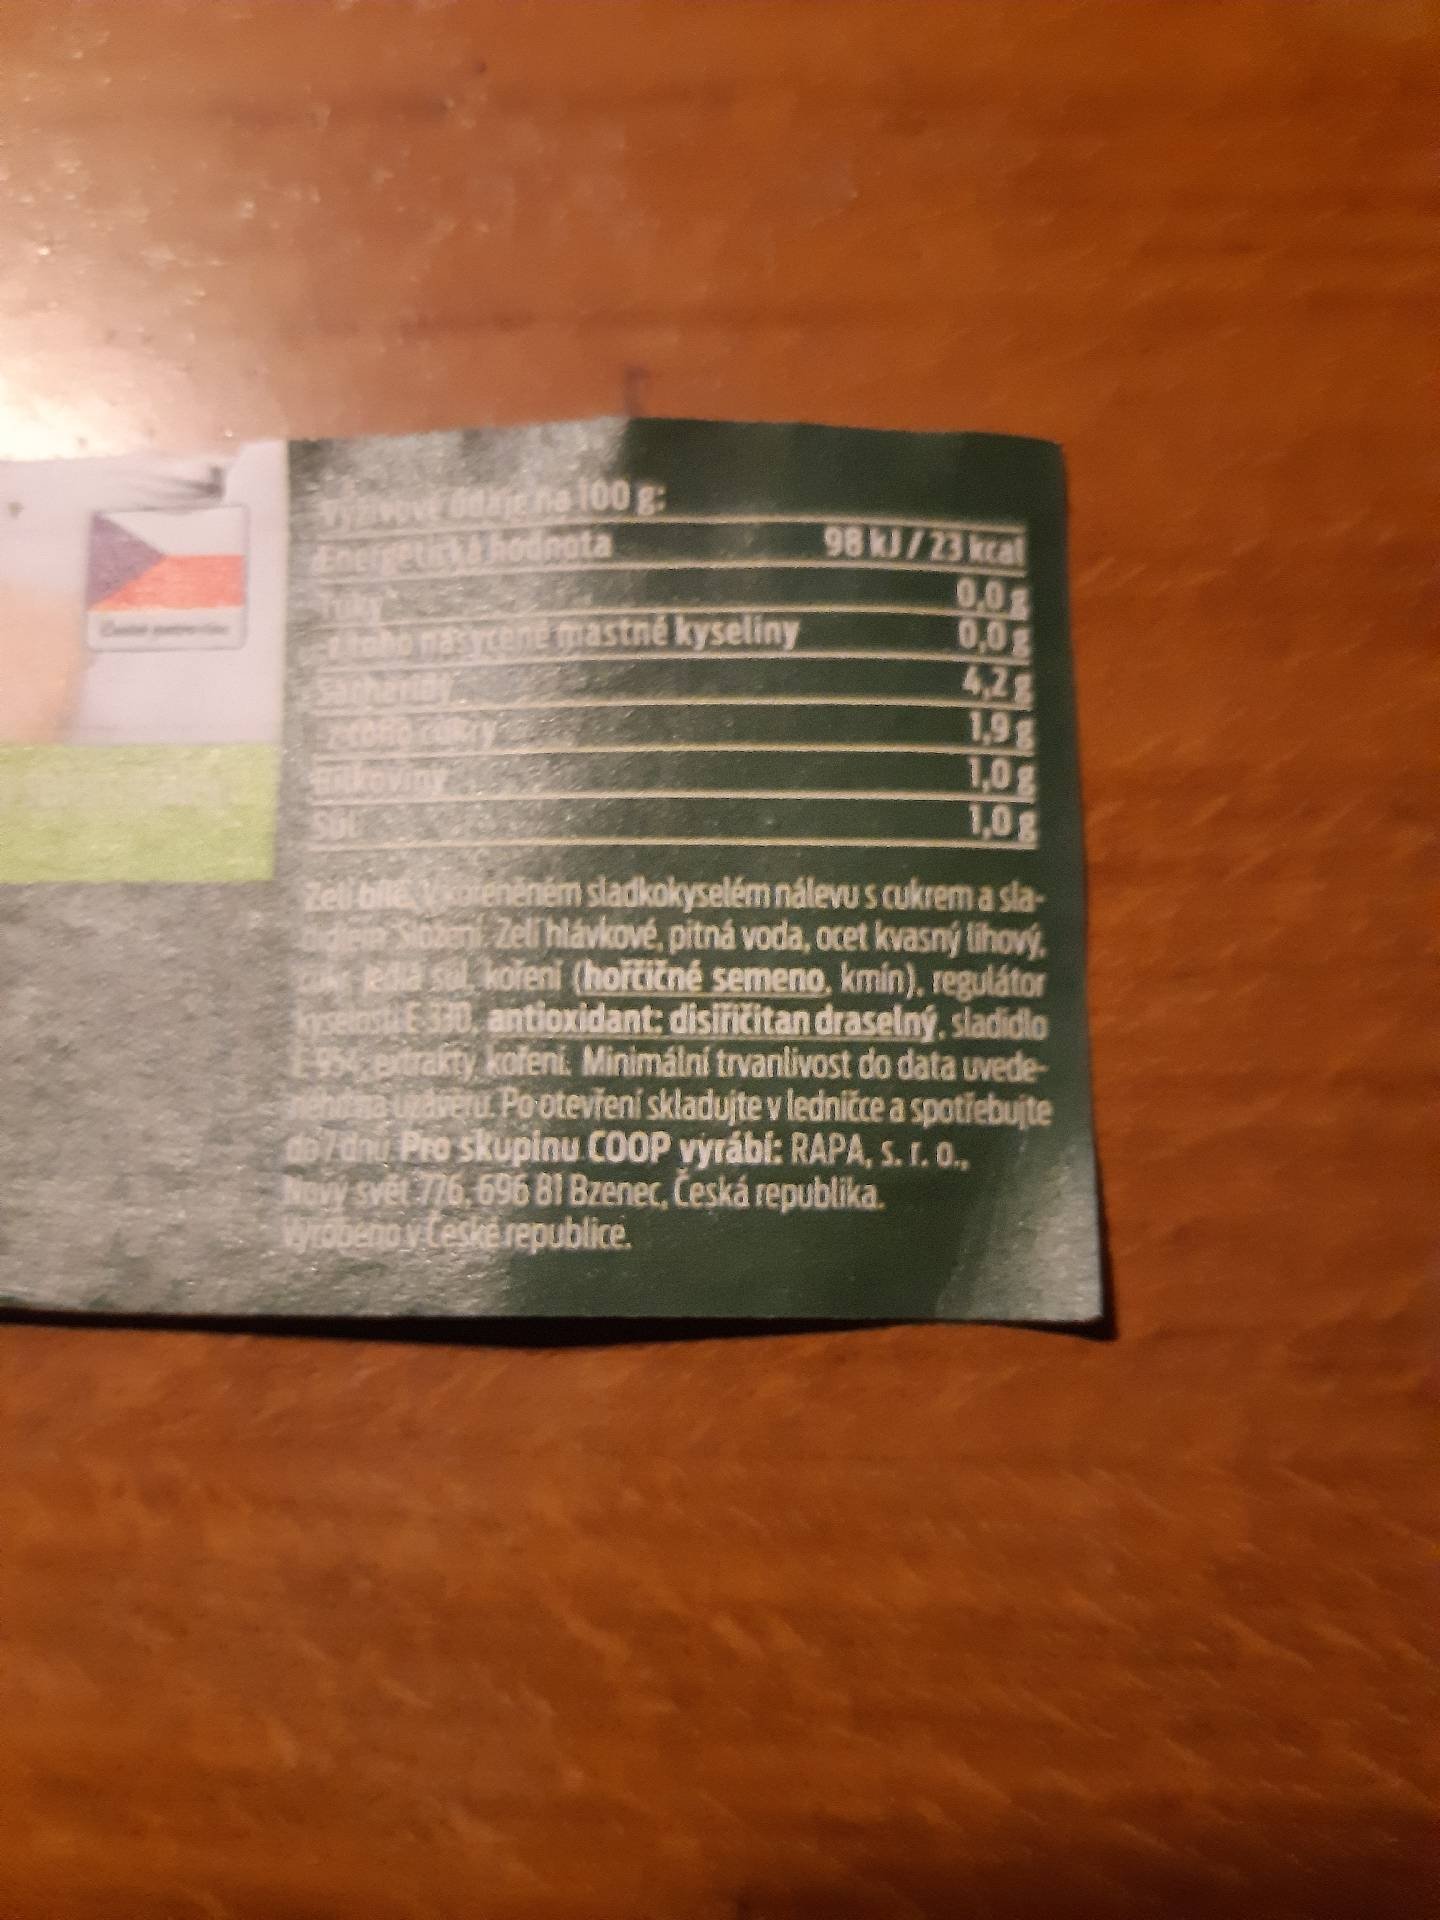 Výživové údaje na 100 g:
Energetická hodnota 98 kJ / 23 kcal
Tuky 0,0 g
z toho nasycené mastné kyseliny 0,0 g
Sacharidy 4,2 g
z toho cukry 1,9 g
Bílkoviny 1,0 g
Sůl 1,0 g
Zelí bílé. V kořeněném sladkokyselém nálevu s cukrem a sla-
didlem. Složení: Zelí hlávkové, pitná voda, ocet kvasný lihový,
cukr, jedlá sůl, koření (hořčičné semeno, kmín), regulátor
kyselosti E 330, antioxidant: disiřičitan draselný, sladidlo
E 954, extrakty koření. Minimální trvanlivost do data uvede-
ného na uzávěru. Po otevření skladujte v ledničce a spotřebujte
do 7 dnů. Pro skupinu COOP vyrábí: RAPA, s. r. o.,
Nový svět 776, 696 81 Bzenec, Česká republika.
Vyrobeno v České republice.